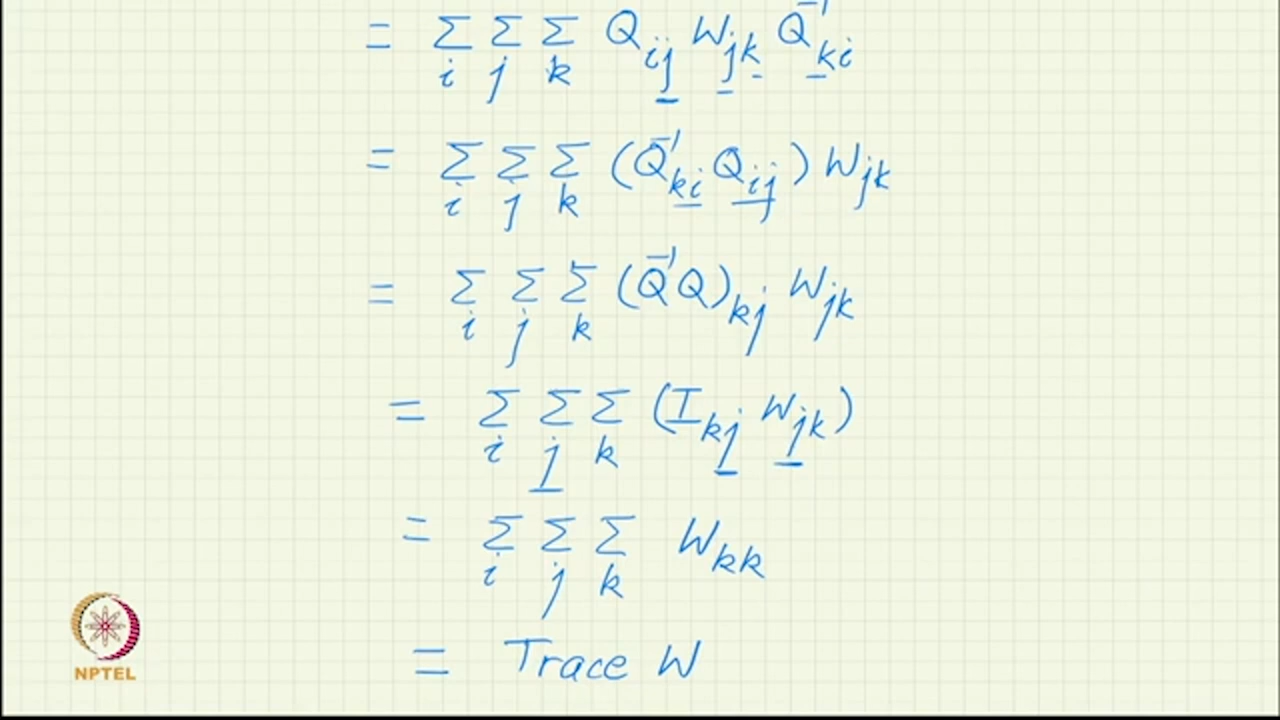 = Σ_i Σ_j Σ_k Q_ij W_jk Q⁻¹_ki
= Σ_i Σ_j Σ_k (Q⁻¹_ki Q_ij) W_jk
= Σ_i Σ_j Σ_k (Q⁻¹Q)_kj W_jk
= Σ_i Σ_j Σ_k (I_kj W_jk)
= Σ_i Σ_j Σ_k W_kk
= Trace W
NPTEL